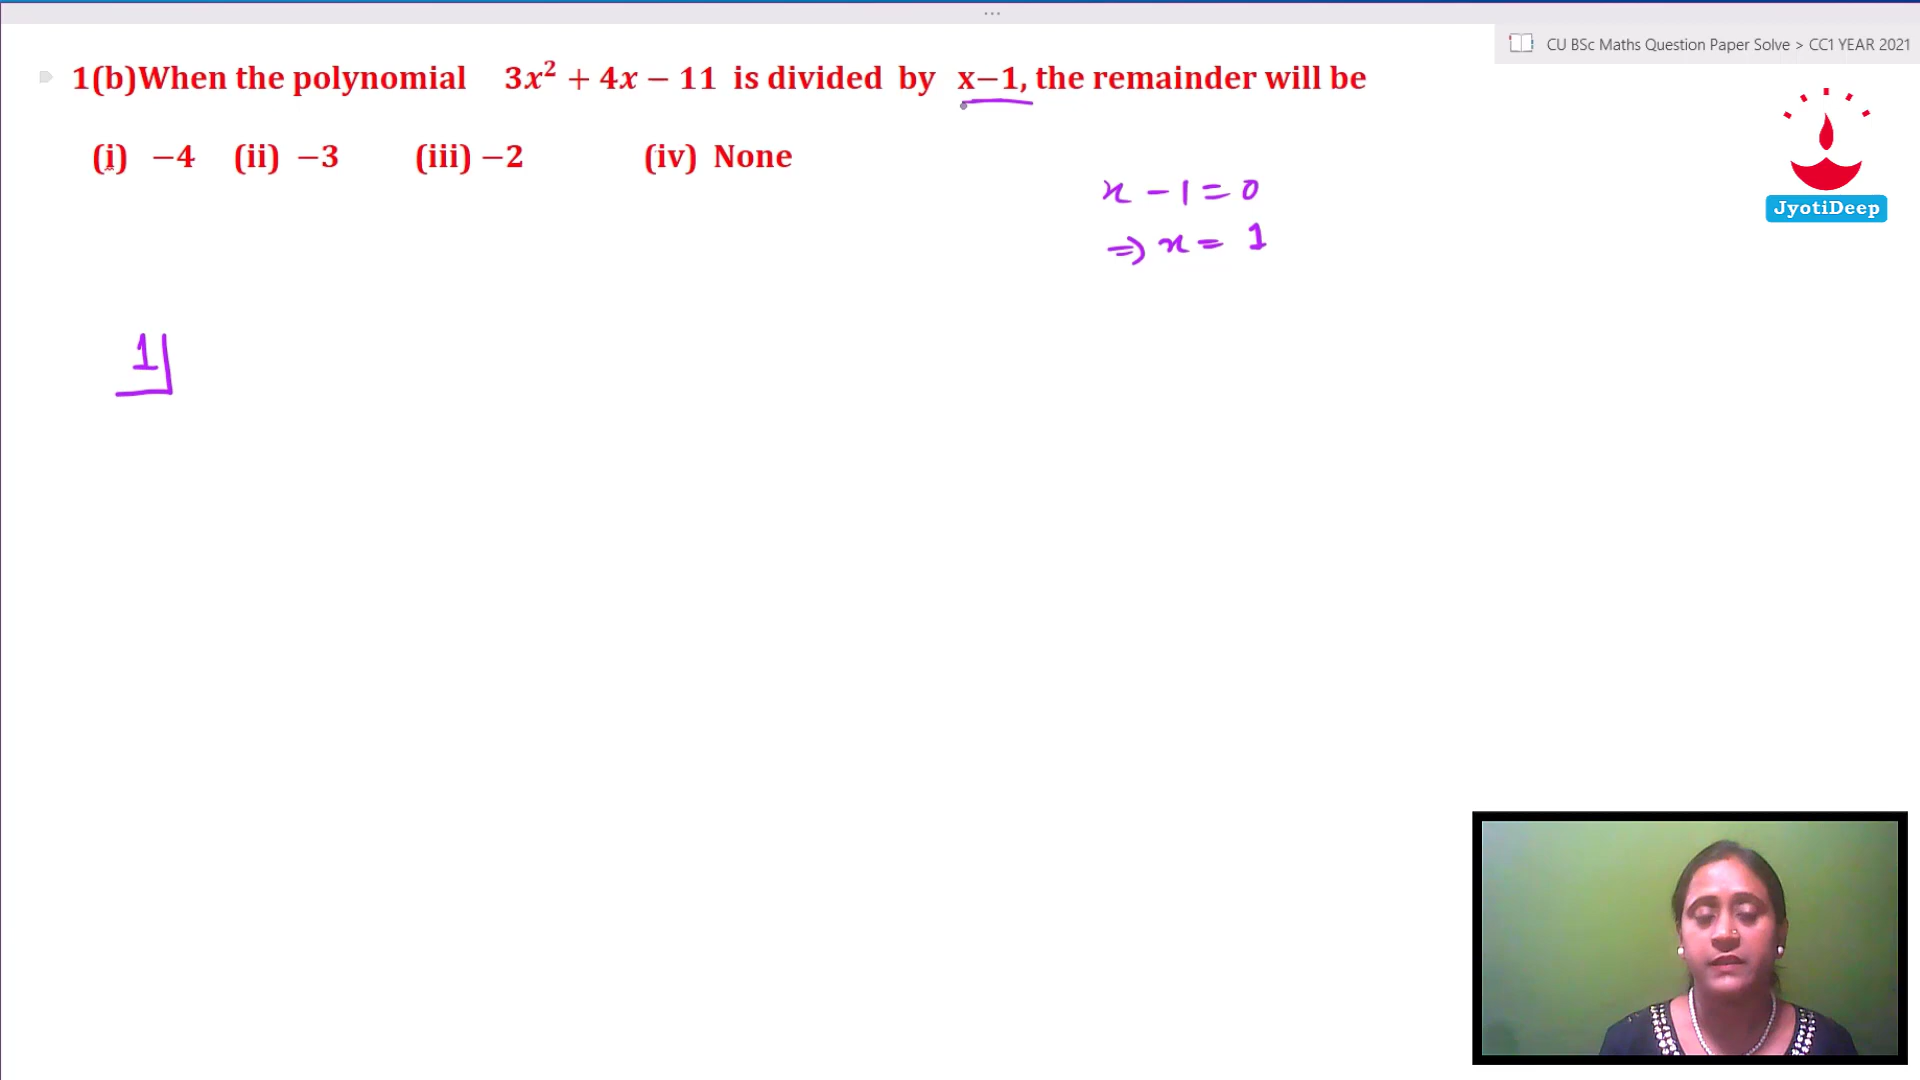 CU BSc Maths Question Paper Solve > CC1 YEAR 2021
1(b)When the polynomial 3x² + 4x − 11 is divided by x−1, the remainder will be
(i) −4 (ii) −3 (iii) −2 (iv) None
JyotiDeep
x − 1 = 0
⇒ x = 1
1